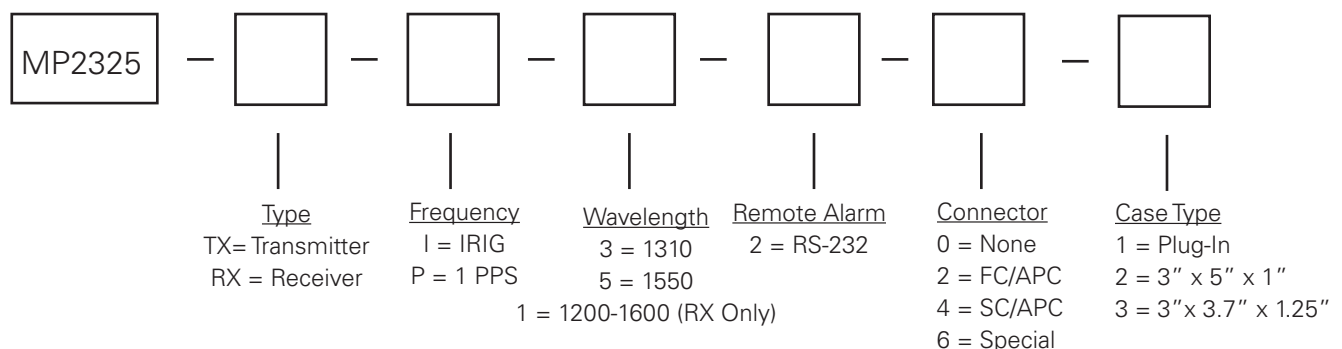 MP2325 — — — — — —
Type
TX= Transmitter
RX = Receiver
Frequency
I = IRIG
P = 1 PPS
Wavelength
3 = 1310
5 = 1550
1 = 1200-1600 (RX Only)
Remote Alarm
2 = RS-232
Connector
0 = None
2 = FC/APC
4 = SC/APC
6 = Special
Case Type
1 = Plug-In
2 = 3″ x 5″ x 1″
3 = 3″x 3.7″ x 1.25″